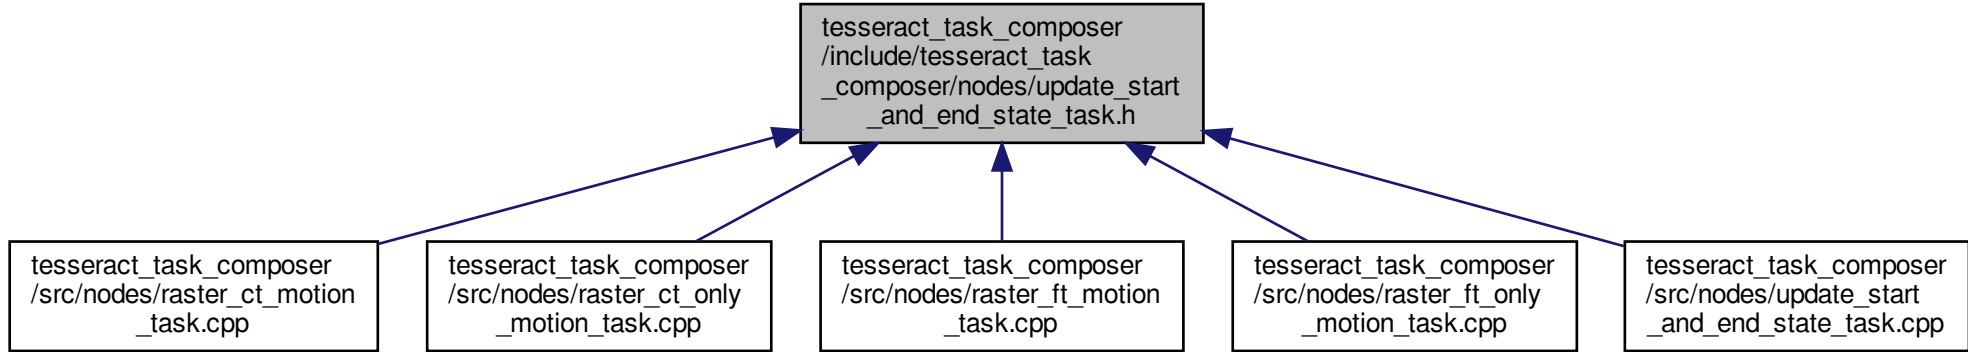 tesseract_task_composer
/include/tesseract_task
_composer/nodes/update_start
_and_end_state_task.h
tesseract_task_composer
/src/nodes/raster_ct_motion
_task.cpp
tesseract_task_composer
/src/nodes/raster_ct_only
_motion_task.cpp
tesseract_task_composer
/src/nodes/raster_ft_motion
_task.cpp
tesseract_task_composer
/src/nodes/raster_ft_only
_motion_task.cpp
tesseract_task_composer
/src/nodes/update_start
_and_end_state_task.cpp